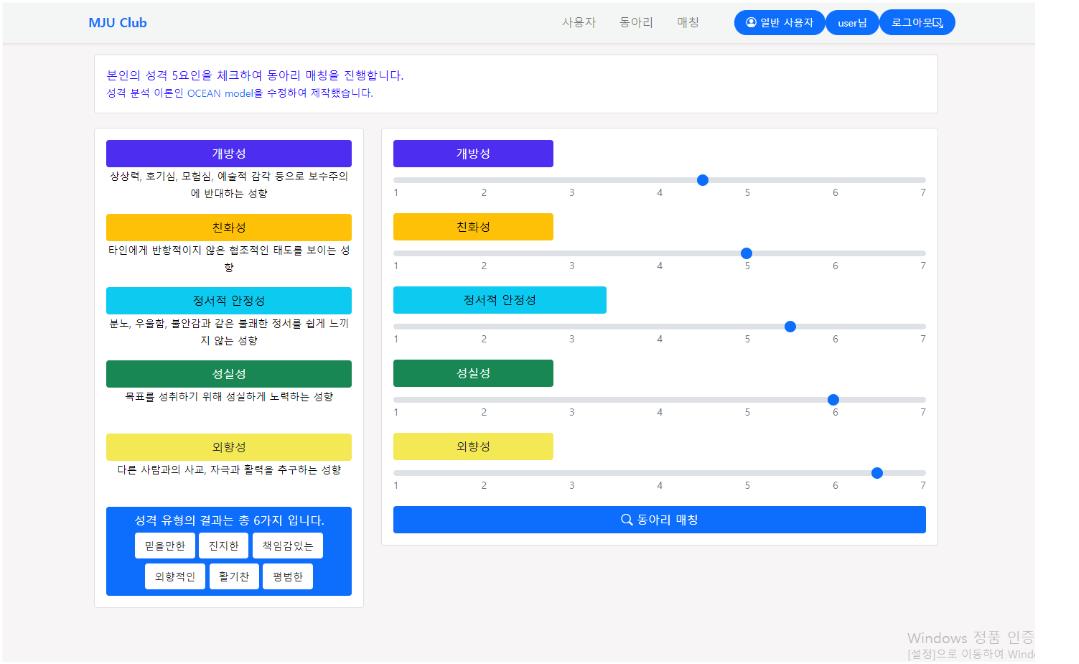 MJU Club
사용자 동아리 매칭 일반 사용자 user님 로그아웃
본인의 성격 5요인을 체크하여 동아리 매칭을 진행합니다.
성격 분석 이론인 OCEAN model을 수정하여 제작했습니다.
개방성
상상력, 호기심, 모험심, 예술적 감각 등으로 보수주의
에 반대하는 성향
친화성
타인에게 반항적이지 않은 협조적인 태도를 보이는 성
향
정서적 안정성
분노, 우울함, 불안감과 같은 불쾌한 정서를 쉽게 느끼
지 않는 성향
성실성
목표를 성취하기 위해 성실하게 노력하는 성향
외향성
다른 사람과의 사교, 자극과 활력을 추구하는 성향
성격 유형의 결과는 총 6가지 입니다.
믿을만한 진지한 책임감있는
외향적인 활기찬 평범한
개방성
1 2 3 4 5 6 7
친화성
1 2 3 4 5 6 7
정서적 안정성
1 2 3 4 5 6 7
성실성
1 2 3 4 5 6 7
외향성
1 2 3 4 5 6 7
동아리 매칭
Windows 정품 인증
[설정]으로 이동하여 Wind